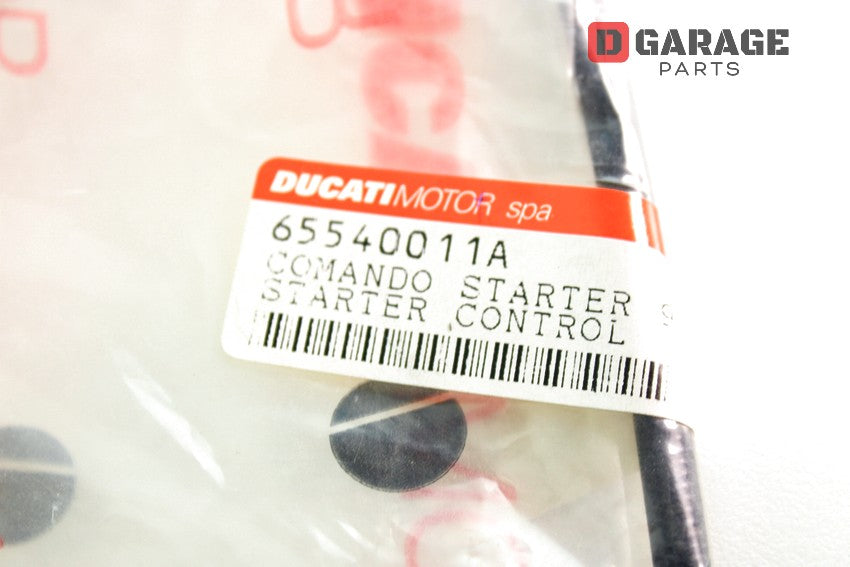 D GARAGE
PARTS
DUCATIMOTOR spa
65540011A
COMANDO STARTER
STARTER CONTROL